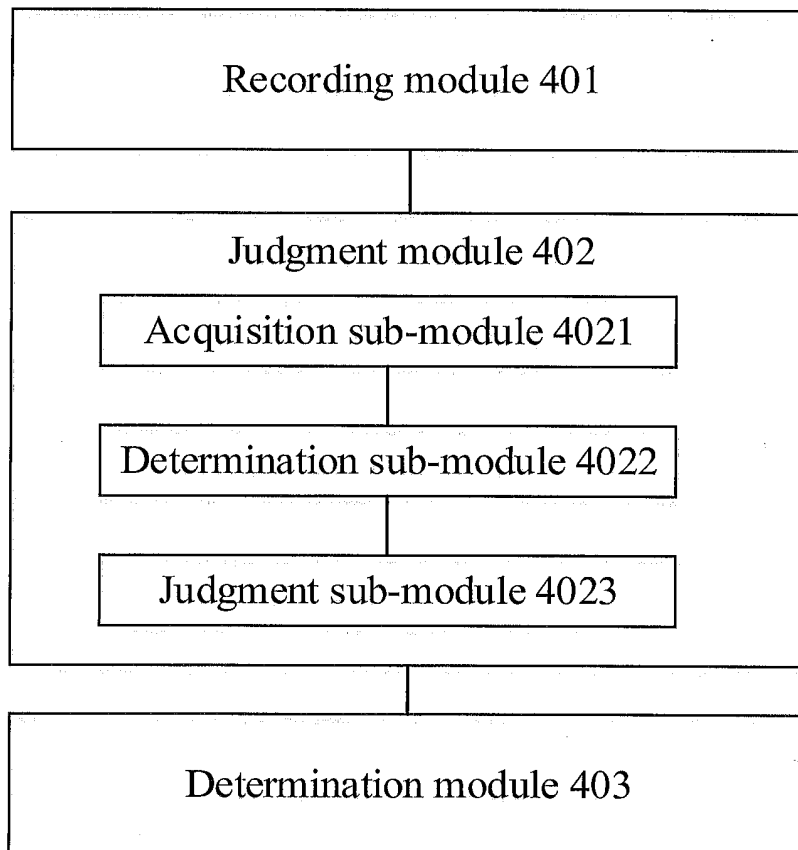 Recording module 401
Judgment module 402
Acquisition sub-module 4021
Determination sub-module 4022
Judgment sub-module 4023
Determination module 403